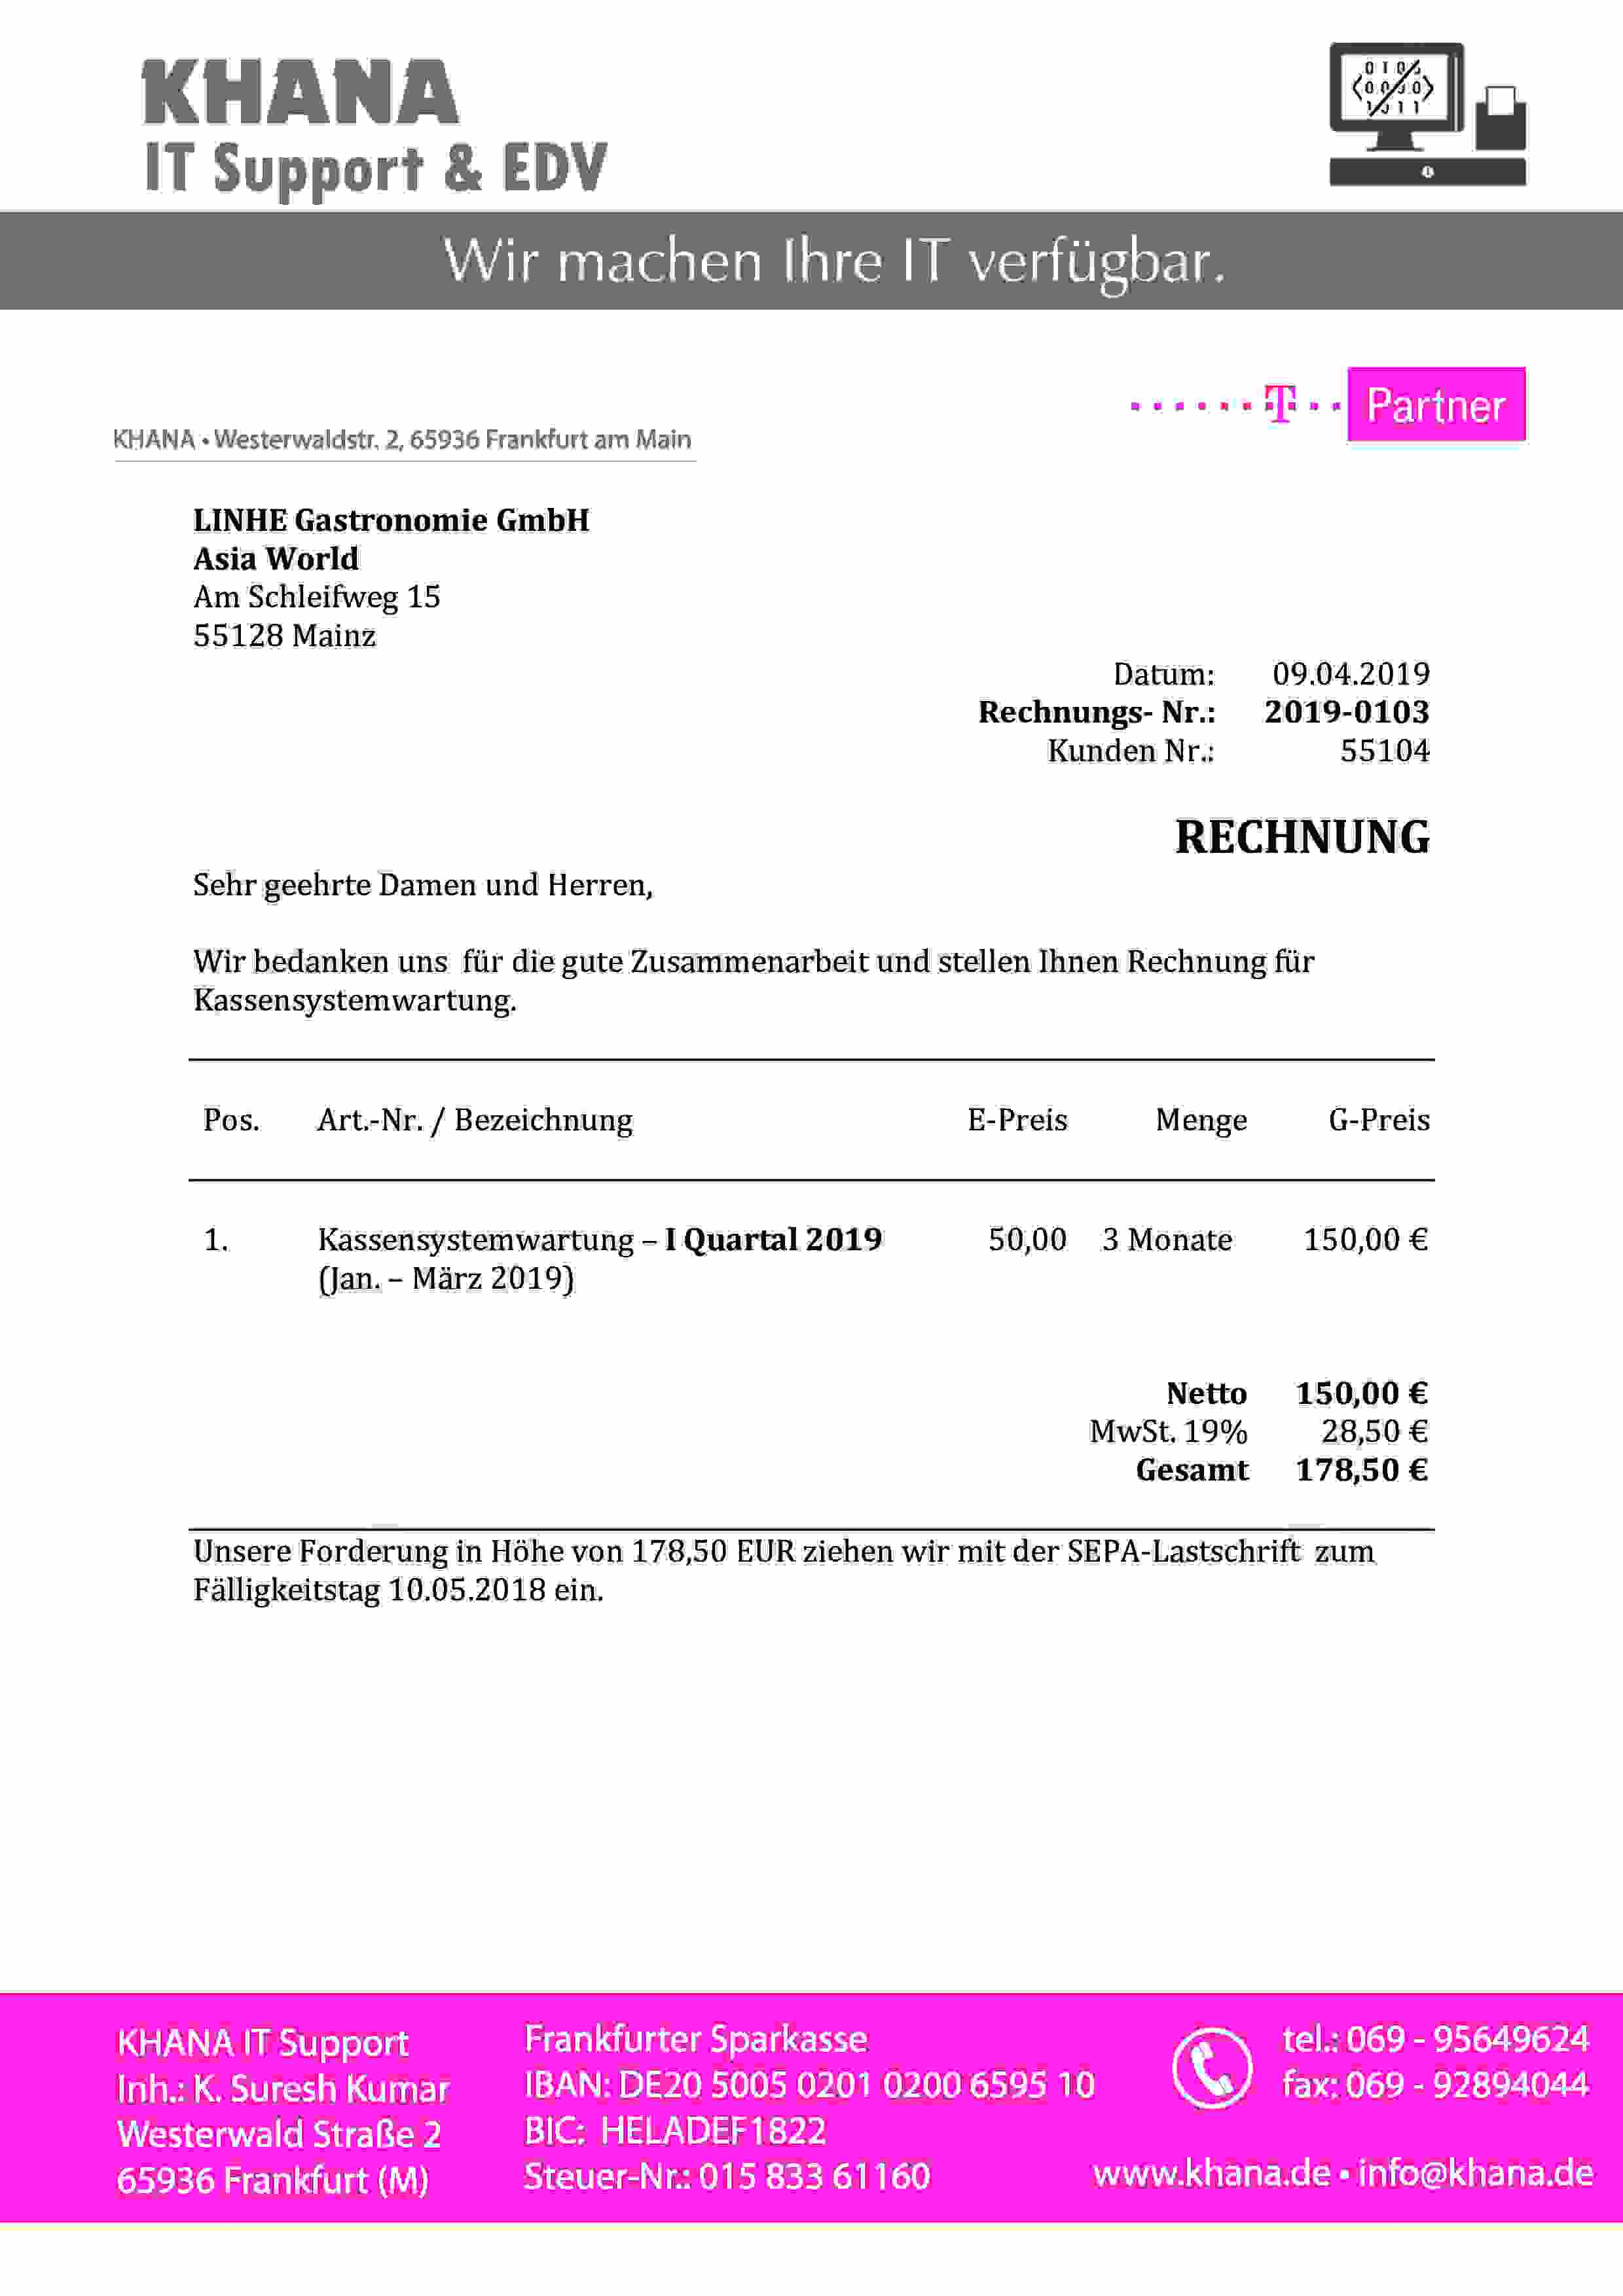 KHANA
IT Support & EDV
Wir machen Ihre IT verfügbar.
T Partner
KHANA • Westerwaldstr. 2, 65936 Frankfurt am Main
LINHE Gastronomie GmbH
Asia World
Am Schleifweg 15
55128 Mainz
Datum: 09.04.2019
Rechnungs- Nr.: 2019-0103
Kunden Nr.: 55104
RECHNUNG
Sehr geehrte Damen und Herren,
Wir bedanken uns für die gute Zusammenarbeit und stellen Ihnen Rechnung für
Kassensystemwartung.
Pos. Art.-Nr. / Bezeichnung E-Preis Menge G-Preis
1. Kassensystemwartung – I Quartal 2019 50,00 3 Monate 150,00 €
(Jan. – März 2019)
Netto 150,00 €
MwSt. 19% 28,50 €
Gesamt 178,50 €
Unsere Forderung in Höhe von 178,50 EUR ziehen wir mit der SEPA-Lastschrift zum
Fälligkeitstag 10.05.2018 ein.
KHANA IT Support
Inh.: K. Suresh Kumar
Westerwald Straße 2
65936 Frankfurt (M)
Frankfurter Sparkasse
IBAN: DE20 5005 0201 0200 6595 10
BIC: HELADEF1822
Steuer-Nr.: 015 833 61160
tel.: 069 - 95649624
fax: 069 - 92894044
www.khana.de • info@khana.de